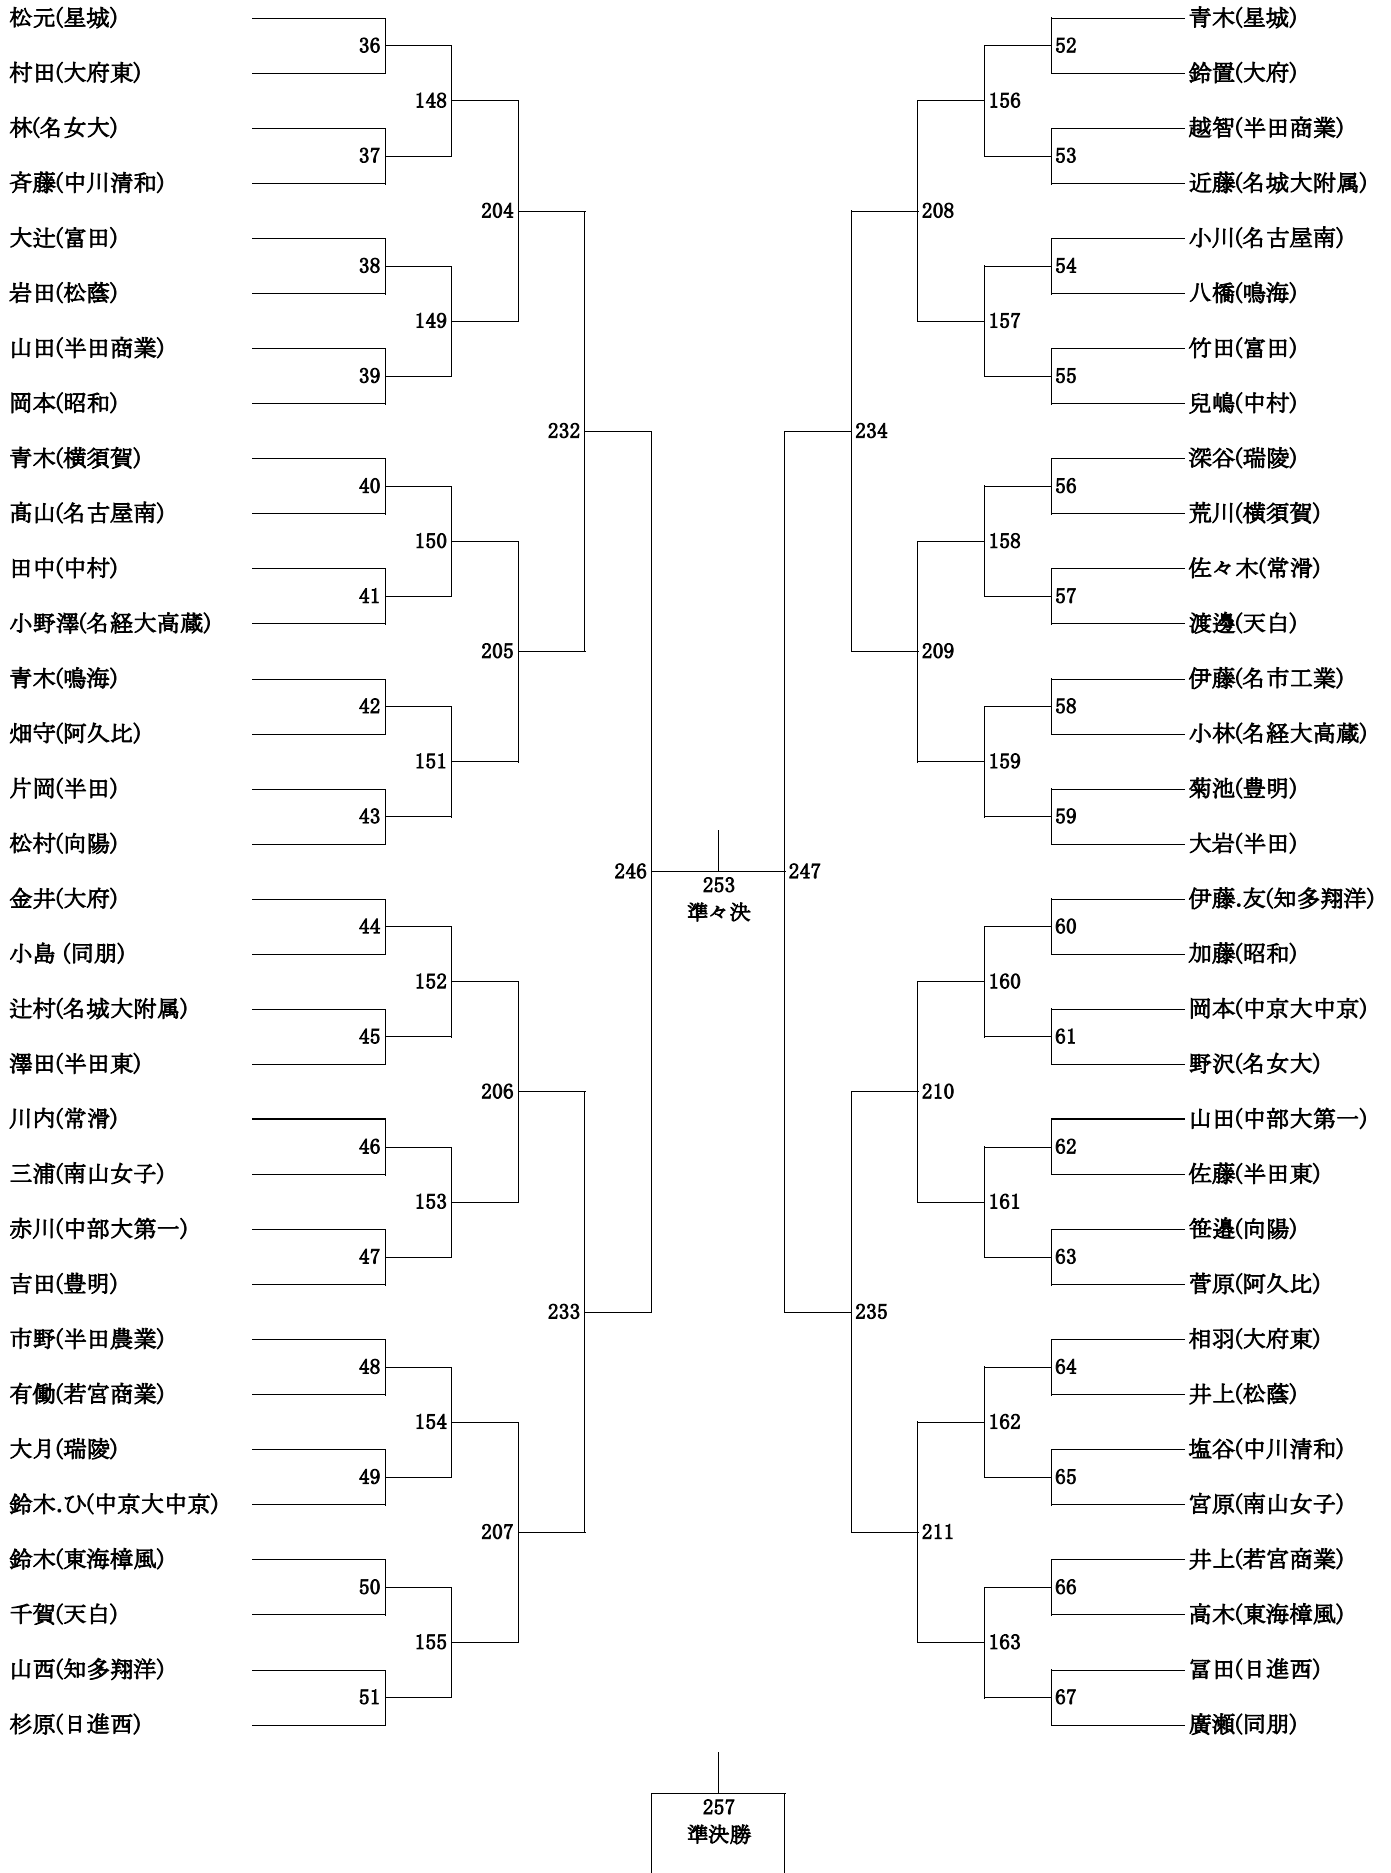 松元(星城)
36
村田(大府東)
148
林(名女大)
37
斉藤(中川清和)
204
大辻(富田)
38
岩田(松蔭)
149
山田(半田商業)
39
岡本(昭和)
232
青木(横須賀)
40
髙山(名古屋南)
150
田中(中村)
41
小野澤(名経大高蔵)
205
青木(鳴海)
42
畑守(阿久比)
151
片岡(半田)
43
松村(向陽)
246
金井(大府)
44
小島 (同朋)
152
辻村(名城大附属)
45
澤田(半田東)
206
川内(常滑)
46
三浦(南山女子)
153
赤川(中部大第一)
47
吉田(豊明)
233
市野(半田農業)
48
有働(若宮商業)
154
大月(瑞陵)
49
鈴木.ひ(中京大中京)
207
鈴木(東海樟風)
50
千賀(天白)
155
山西(知多翔洋)
51
杉原(日進西)
253
準々決
青木(星城)
52
鈴置(大府)
156
越智(半田商業)
53
近藤(名城大附属)
208
小川(名古屋南)
54
八橋(鳴海)
157
竹田(富田)
55
兒嶋(中村)
234
深谷(瑞陵)
56
荒川(横須賀)
158
佐々木(常滑)
57
渡邊(天白)
209
伊藤(名市工業)
58
小林(名経大高蔵)
159
菊池(豊明)
59
大岩(半田)
247
伊藤.友(知多翔洋)
60
加藤(昭和)
160
岡本(中京大中京)
61
野沢(名女大)
210
山田(中部大第一)
62
佐藤(半田東)
161
笹邉(向陽)
63
菅原(阿久比)
235
相羽(大府東)
64
井上(松蔭)
162
塩谷(中川清和)
65
宮原(南山女子)
211
井上(若宮商業)
66
高木(東海樟風)
163
冨田(日進西)
67
廣瀬(同朋)
257
準決勝